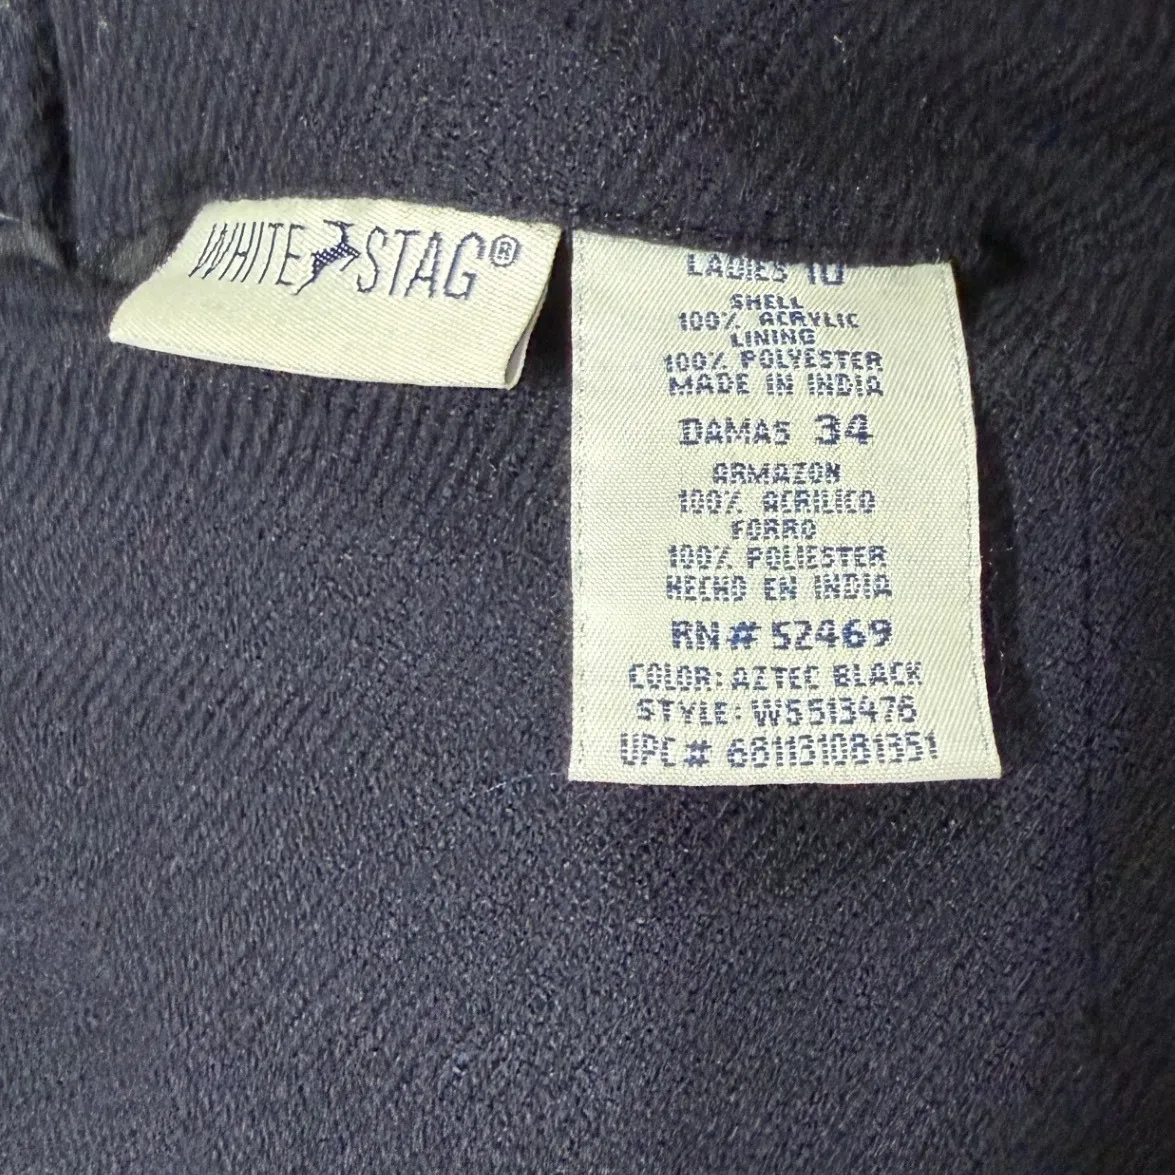 WHITE STAG®
LADIES 10
SHELL
100% ACRYLIC
LINING
100% POLYESTER
MADE IN INDIA
DAMAS 34
ARMAZON
100% ACRILICO
FORRO
100% POLIESTER
HECHO EN INDIA
RN# 52469
COLOR: AZTEC BLACK
STYLE: W5513476
UPC# 681131081351